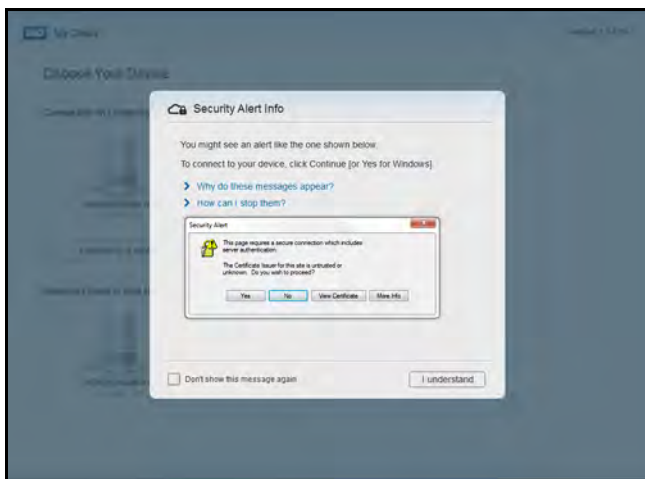 Choose Your Device
Security Alert Info
You might see an alert like the one shown below.
To connect to your device, click Continue [or Yes for Windows].
Why do these messages appear?
How can I stop them?
Security Alert
This page requires a secure connection which includes
server authentication.
The Certificate Issuer for this site is untrusted or
unknown. Do you wish to proceed?
Yes No View Certificate More Info
Don't show this message again
I understand